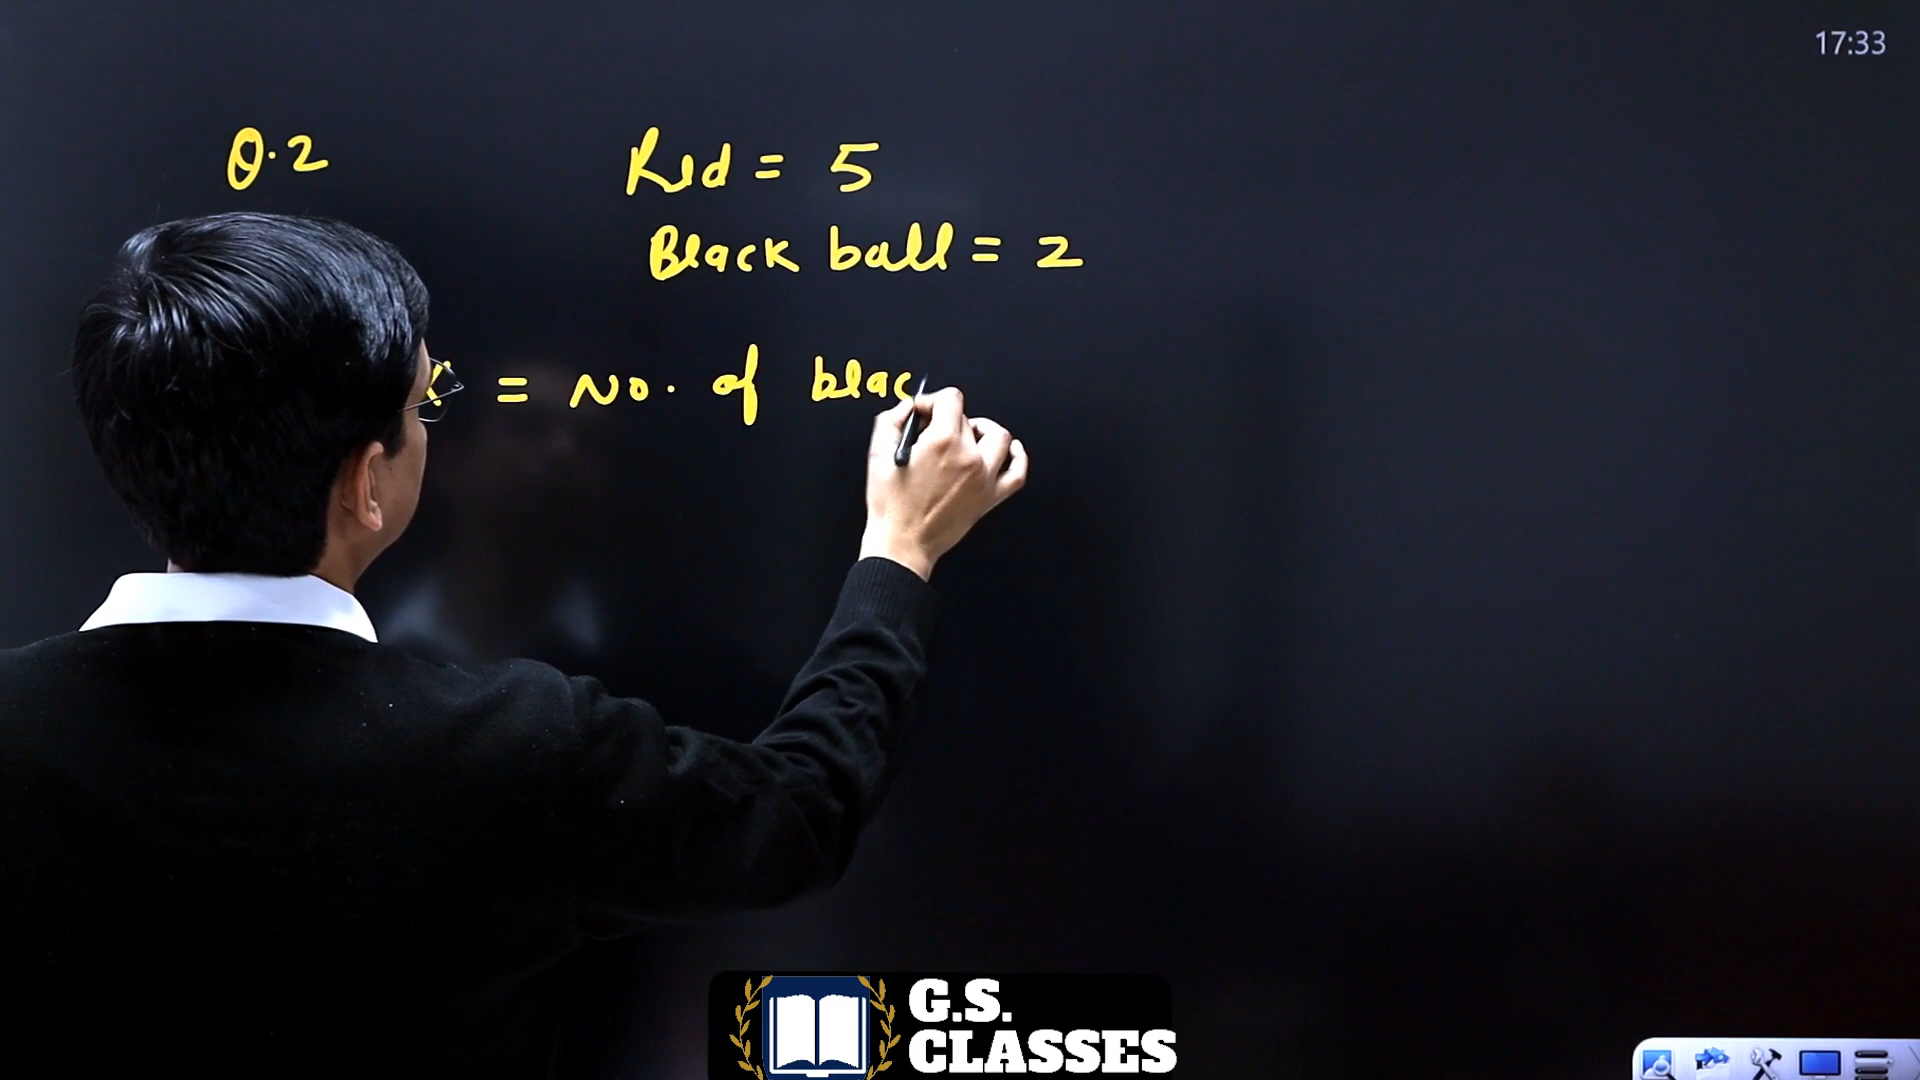 17:33
Q.2
Red = 5
Black ball = 2
X = No. of blac
G.S.
CLASSES